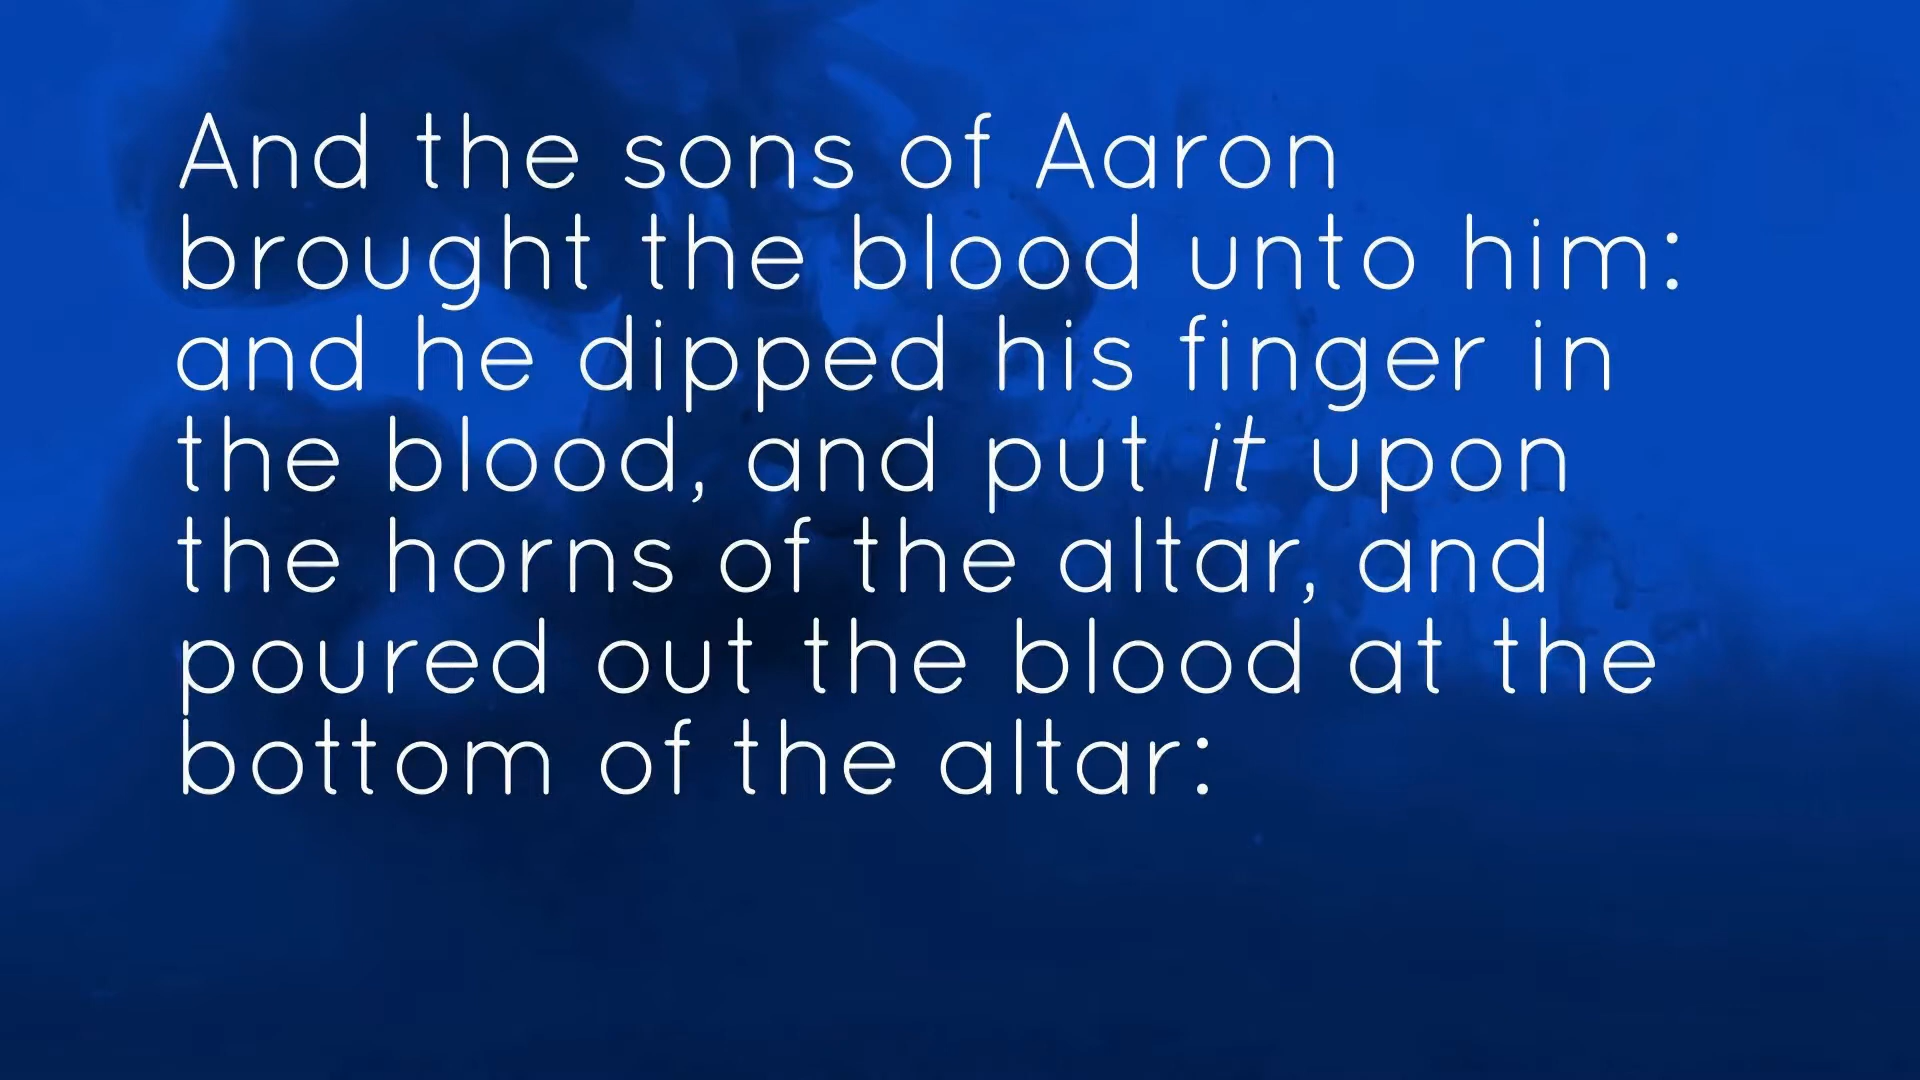 And the sons of Aaron
brought the blood unto him:
and he dipped his finger in
the blood, and put it upon
the horns of the altar, and
poured out the blood at the
bottom of the altar: